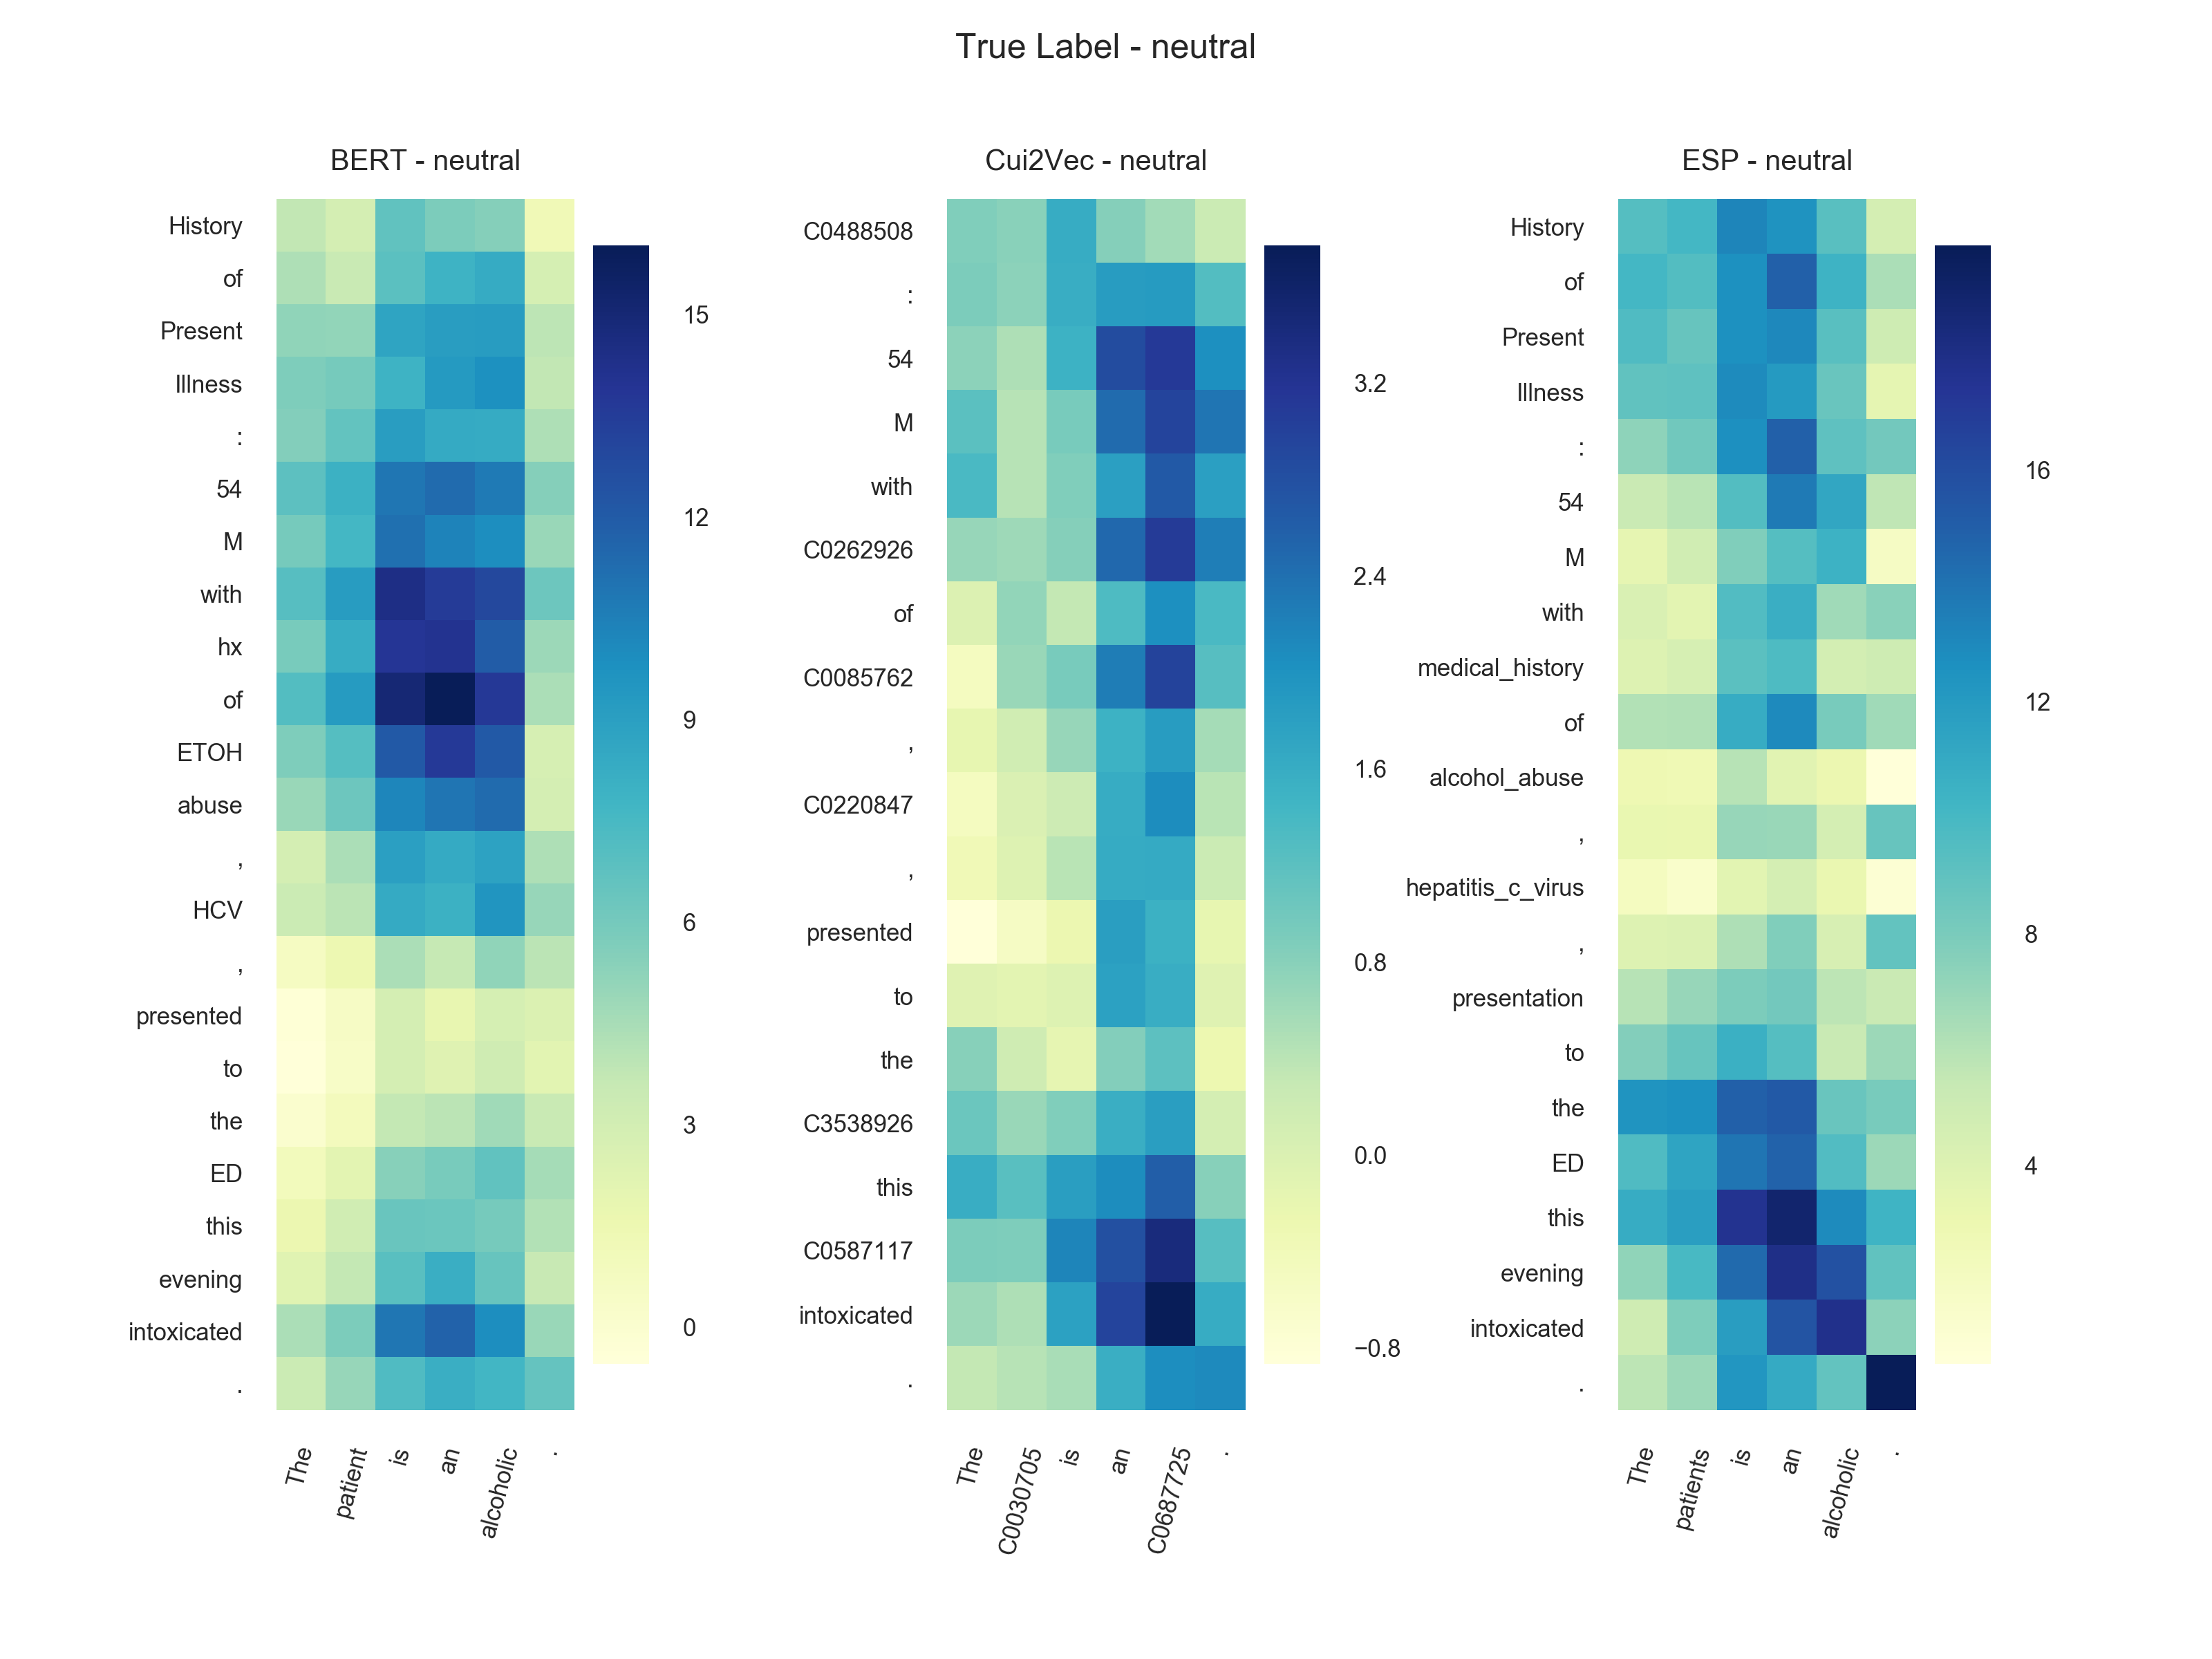 True Label - neutral
BERT - neutral
History
of
Present
Illness
:
54
M
with
hx
of
ETOH
abuse
,
HCV
,
presented
to
the
ED
this
evening
intoxicated
.
The
patient
is
an
alcoholic
.
15
12
9
6
3
0
Cui2Vec - neutral
C0488508
:
54
M
with
C0262926
of
C0085762
,
C0220847
,
presented
to
the
C3538926
this
C0587117
intoxicated
.
The
C0030705
is
an
C0687725
.
3.2
2.4
1.6
0.8
0.0
−0.8
ESP - neutral
History
of
Present
Illness
:
54
M
with
medical_history
of
alcohol_abuse
,
hepatitis_c_virus
,
presentation
to
the
ED
this
evening
intoxicated
.
The
patients
is
an
alcoholic
.
16
12
8
4